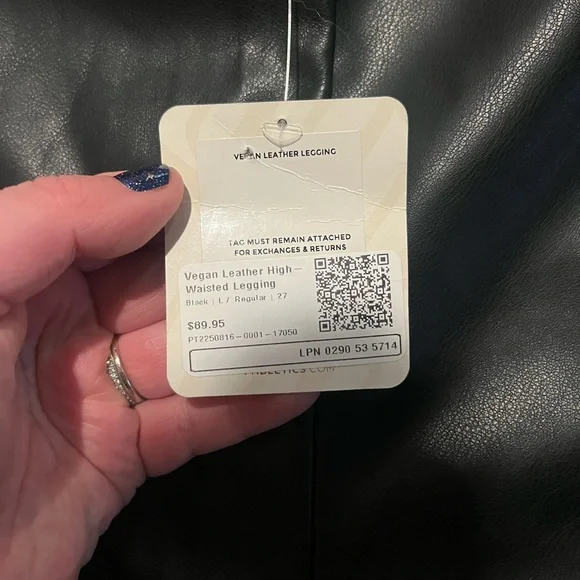 VEGAN LEATHER LEGGING
TAG MUST REMAIN ATTACHED
FOR EXCHANGES & RETURNS
Vegan Leather High-
Waisted Legging
Black | L / Regular | 27
$89.95
PT2250816-0001-17050
LPN 0290 53 5714